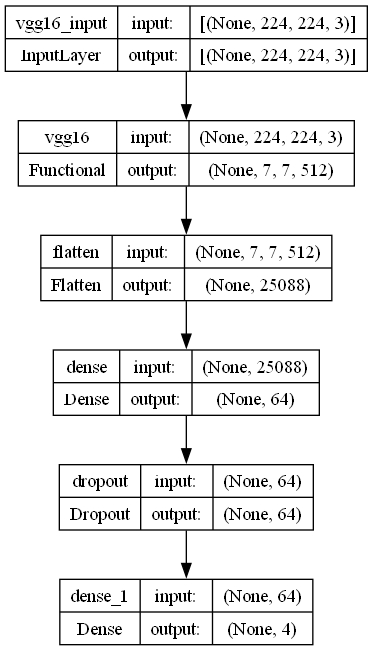 vgg16_input input: [(None, 224, 224, 3)]
InputLayer output: [(None, 224, 224, 3)]
vgg16 input: (None, 224, 224, 3)
Functional output: (None, 7, 7, 512)
flatten input: (None, 7, 7, 512)
Flatten output: (None, 25088)
dense input: (None, 25088)
Dense output: (None, 64)
dropout input: (None, 64)
Dropout output: (None, 64)
dense_1 input: (None, 64)
Dense output: (None, 4)